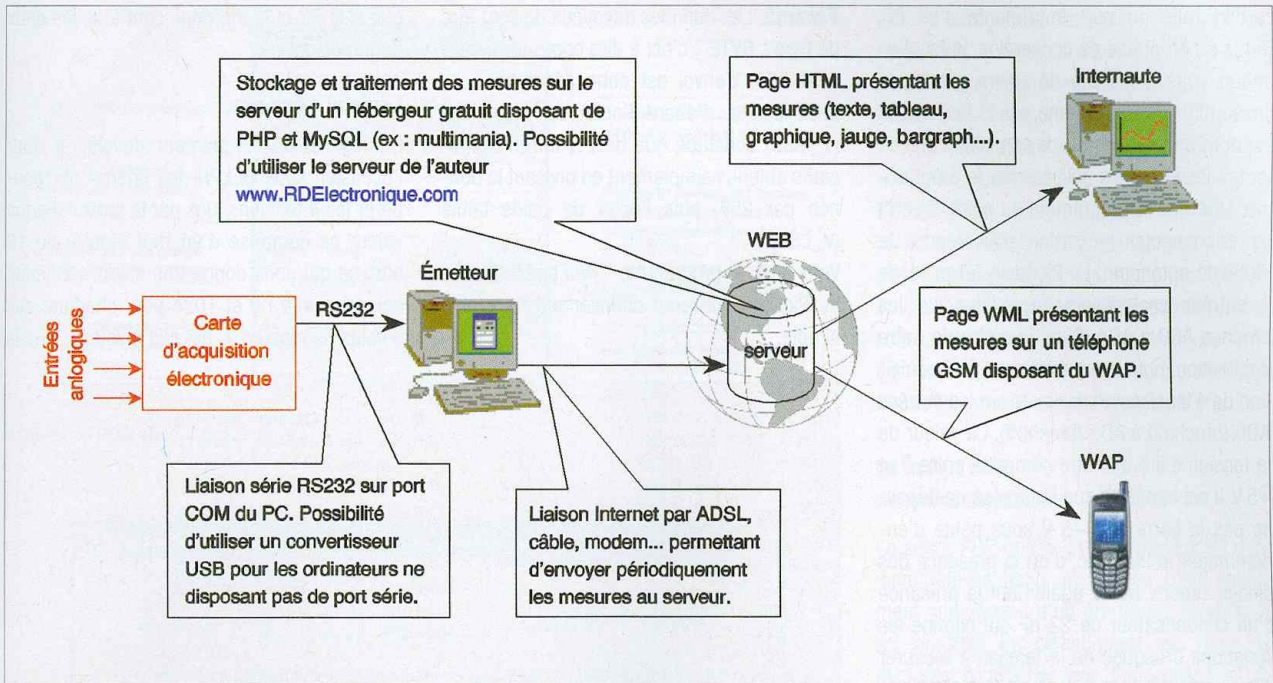 Stockage et traitement des mesures sur le
serveur d'un hébergeur gratuit disposant de
PHP et MySQL (ex : nultimania). Possibilité
d'utiliser le serveur de l'auteur
www.RDElectronique.com
Page HTML présentant les
mesures (texte, tableau,
graphique, jauge, bargraph...).
Internaute
WEB
serveur
Émetteur
RS232
Entrées
anlogiques
Carte
d'acquisition
électronique
Page WML présentant les
mesures sur un téléphone
GSM disposant du WAP.
WAP
Liaison série RS232 sur port
COM du PC. Possibilité
d'utiliser un convertisseur
USB pour les ordinateurs ne
disposant pas de port série.
Liaison Internet par ADSL,
câble, modem... permettant
d'envoyer périodiquement
les mesures au serveur.